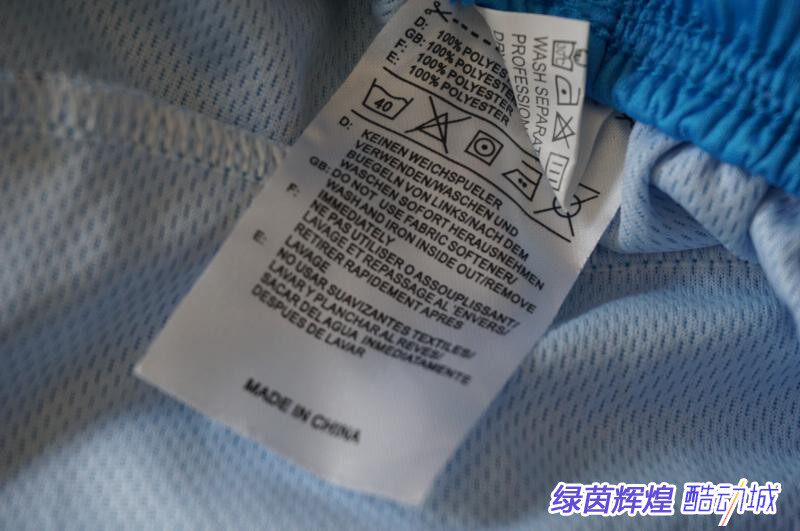 D: 100% POLYESTER
GB: 100% POLYESTER
F: 100% POLYESTER
E: 100% POLYESTER
40
D: KEINEN WEICHSPUELER
VERWENDEN/WASCHEN UND
BUEGELN VON LINKS/NACH DEM
WASCHEN SOFORT HERAUSNEHMEN
GB: DO NOT USE FABRIC SOFTENER/
WASH AND IRON INSIDE OUT/REMOVE
IMMEDIATELY
F: NE PAS UTILISER O ASSOUPLISSANT/
LAVAGE ET REPASSAGE AL'ENVERS/
RETIRER RAPIDEMENT APRES
LAVAGE
E: NO USAR SUAVIZANTES TEXTILES/
LAVAR Y PLANCHAR AL REVES/
SACAR DEL AGUA INMEDIATAMENTE
DESPUES DE LAVAR
MADE IN CHINA
WASH SEPARA
PROFESSION
绿茵辉煌 酷动城